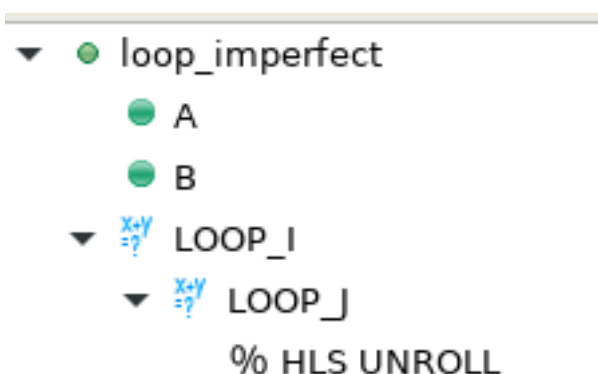 loop_imperfect
A
B
x+y
=?
LOOP_I
x+y
=?
LOOP_J
% HLS UNROLL